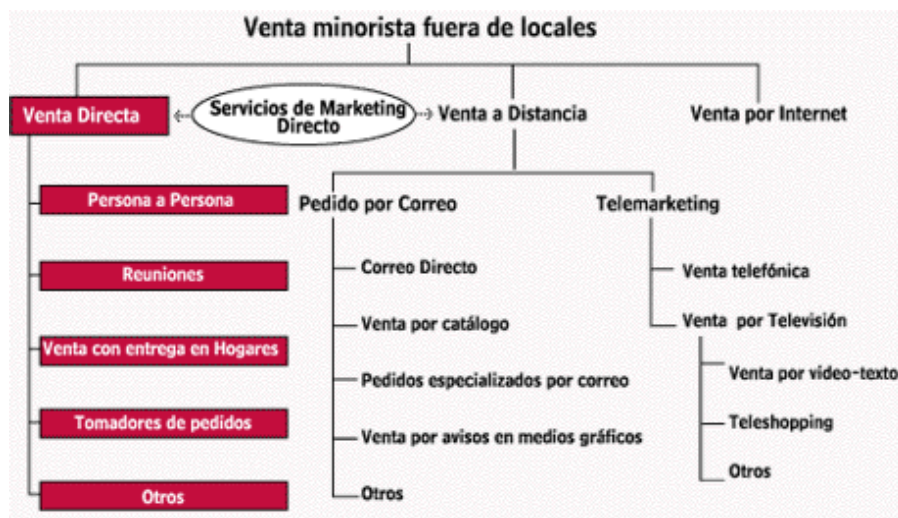 Venta minorista fuera de locales
Venta Directa
Servicios de Marketing
Directo
Venta a Distancia
Venta por Internet
Persona a Persona
Reuniones
Venta con entrega en Hogares
Tomadores de pedidos
Otros
Pedido por Correo
Correo Directo
Venta por catálogo
Pedidos especializados por correo
Venta por avisos en medios gráficos
Otros
Telemarketing
Venta telefónica
Venta por Televisión
Venta por video-texto
Teleshopping
Otros